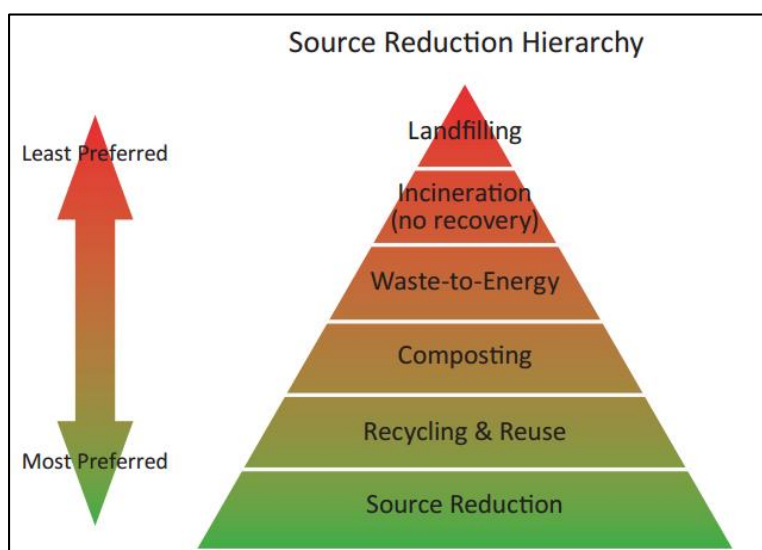 Source Reduction Hierarchy
Least Preferred
Most Preferred
Landfilling
Incineration
(no recovery)
Waste-to-Energy
Composting
Recycling & Reuse
Source Reduction